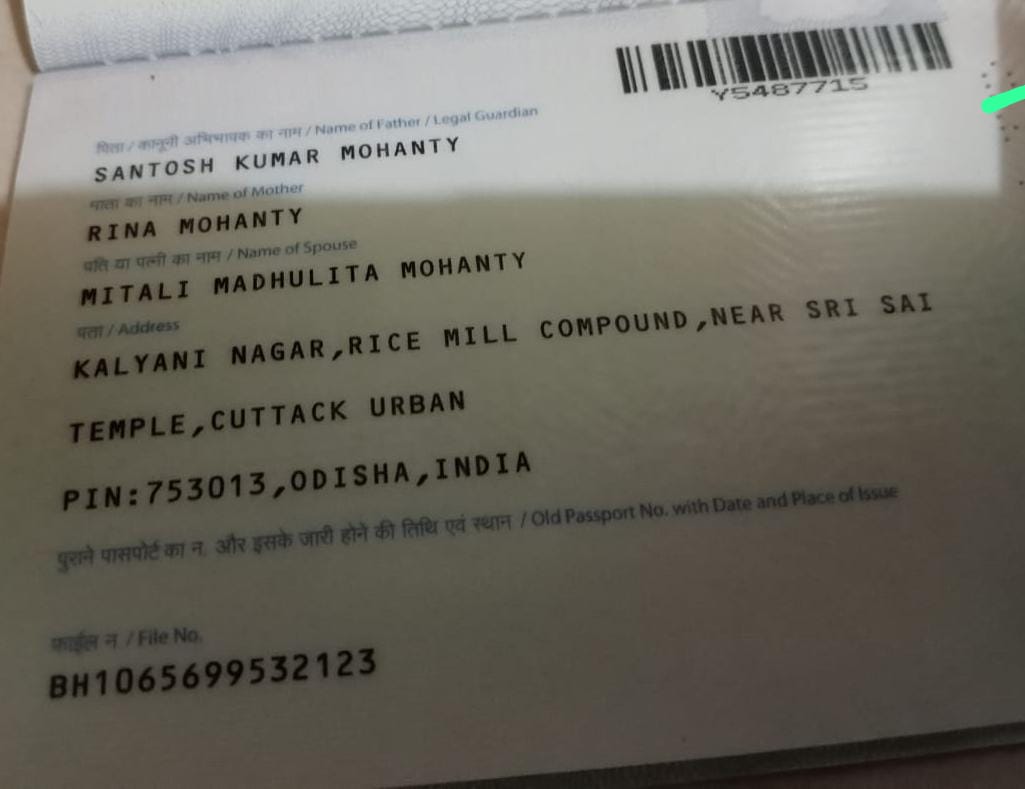 Y5487715
पिता / कानूनी अभिभावक का नाम / Name of Father / Legal Guardian
SANTOSH KUMAR MOHANTY
माता का नाम / Name of Mother
RINA MOHANTY
पति या पत्नी का नाम / Name of Spouse
MITALI MADHULITA MOHANTY
पता / Address
KALYANI NAGAR,RICE MILL COMPOUND,NEAR SRI SAI
TEMPLE,CUTTACK URBAN
PIN:753013,ODISHA,INDIA
पुराने पासपोर्ट का न. और इसके जारी होने की तिथि एवं स्थान / Old Passport No. with Date and Place of Issue
फ़ाईल न. / File No.
BH1065699532123